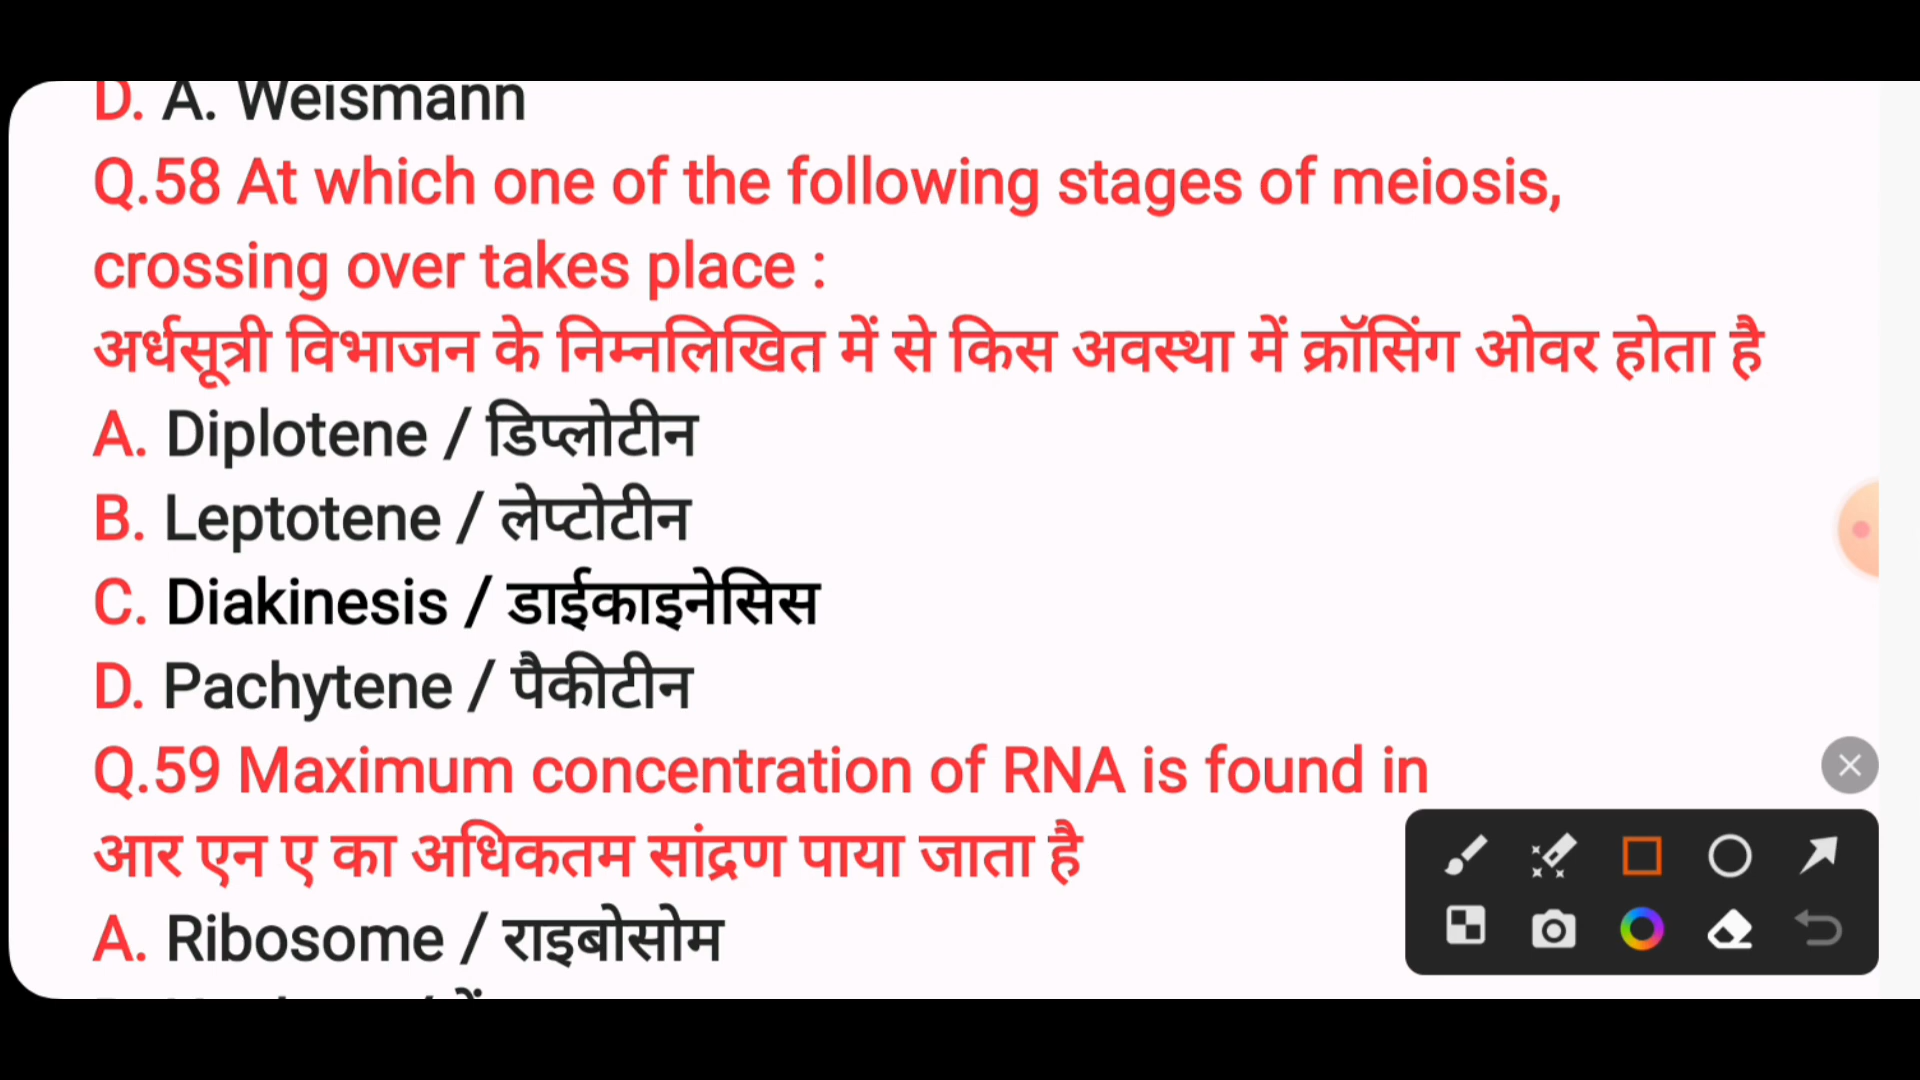 D. A. Weismann
Q.58 At which one of the following stages of meiosis,
crossing over takes place :
अर्धसूत्री विभाजन के निम्नलिखित में से किस अवस्था में क्रॉसिंग ओवर होता है
A. Diplotene / डिप्लोटीन
B. Leptotene / लेप्टोटीन
C. Diakinesis / डाईकाइनेसिस
D. Pachytene / पैकीटीन
Q.59 Maximum concentration of RNA is found in
आर एन ए का अधिकतम सांद्रण पाया जाता है
A. Ribosome / राइबोसोम